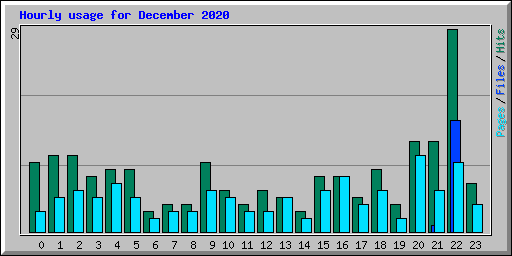 Hourly usage for December 2020
29
Pages / Files / Hits
0 1 2 3 4 5 6 7 8 9 10 11 12 13 14 15 16 17 18 19 20 21 22 23